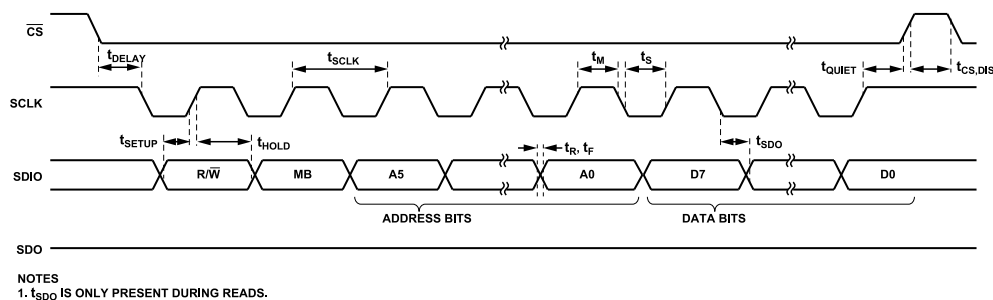 CS
tDELAY
tSCLK
tM
tS
tQUIET
tCS,DIS
SCLK
tSETUP
tHOLD
tR, tF
tSDO
SDIO
R/W
MB
A5
A0
D7
D0
ADDRESS BITS
DATA BITS
SDO
NOTES
1. tSDO IS ONLY PRESENT DURING READS.